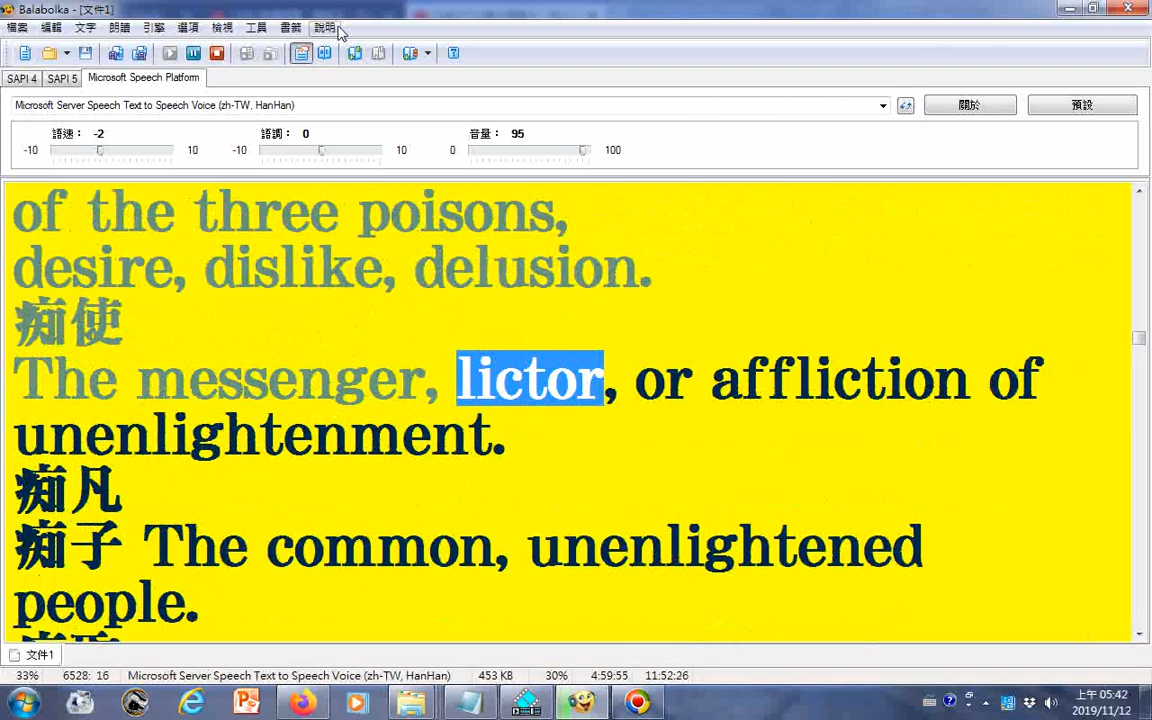 Balabolka - [文件1]
檔案 編輯 文字 朗讀 引擎 選項 檢視 工具 書籤 說明
SAPI 4 SAPI 5 Microsoft Speech Platform
Microsoft Server Speech Text to Speech Voice (zh-TW, HanHan) 關於 預設
語速： -2 語調： 0 音量： 95
-10 10 -10 10 0 100
of the three poisons,
desire, dislike, delusion.
痴使
The messenger, lictor, or affliction of
unenlightenment.
痴凡
痴子 The common, unenlightened
people.
文件1
33% 6528: 16 Microsoft Server Speech Text to Speech Voice (zh-TW, HanHan) 453 KB 30% 4:59:55 11:52:26
上午 05:42
2019/11/12